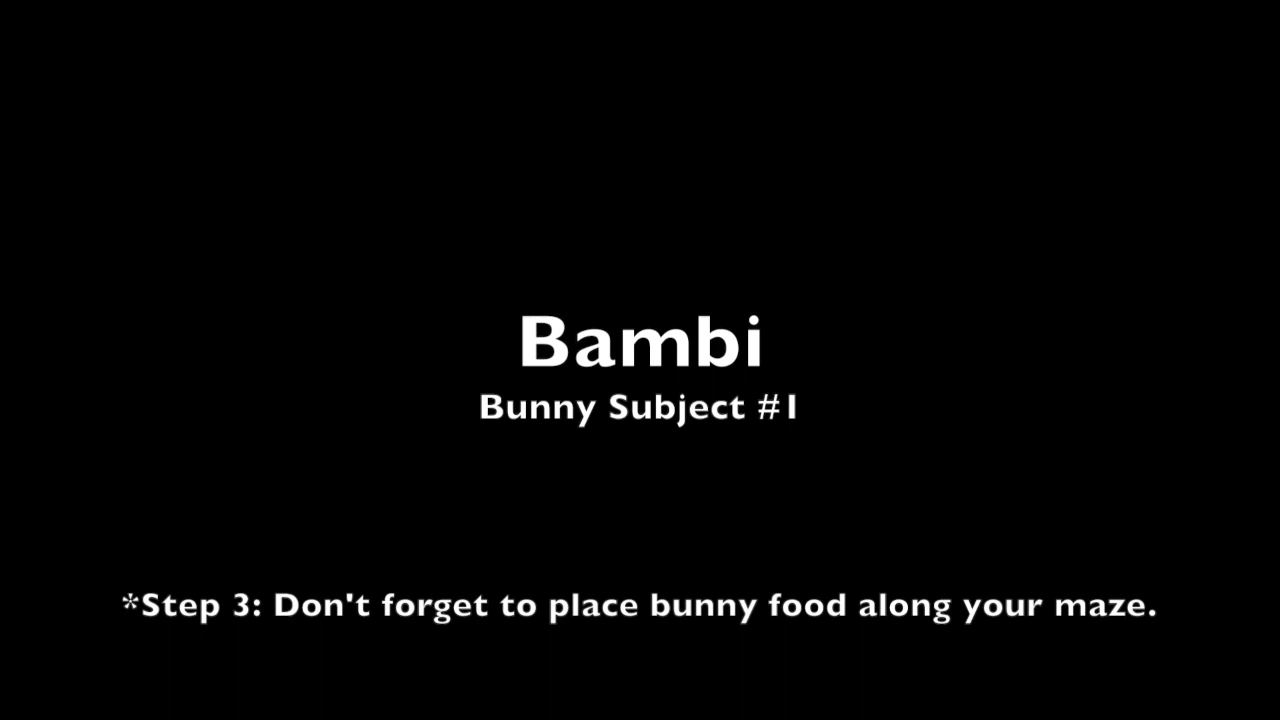 Bambi
Bunny Subject #1
*Step 3: Don't forget to place bunny food along your maze.